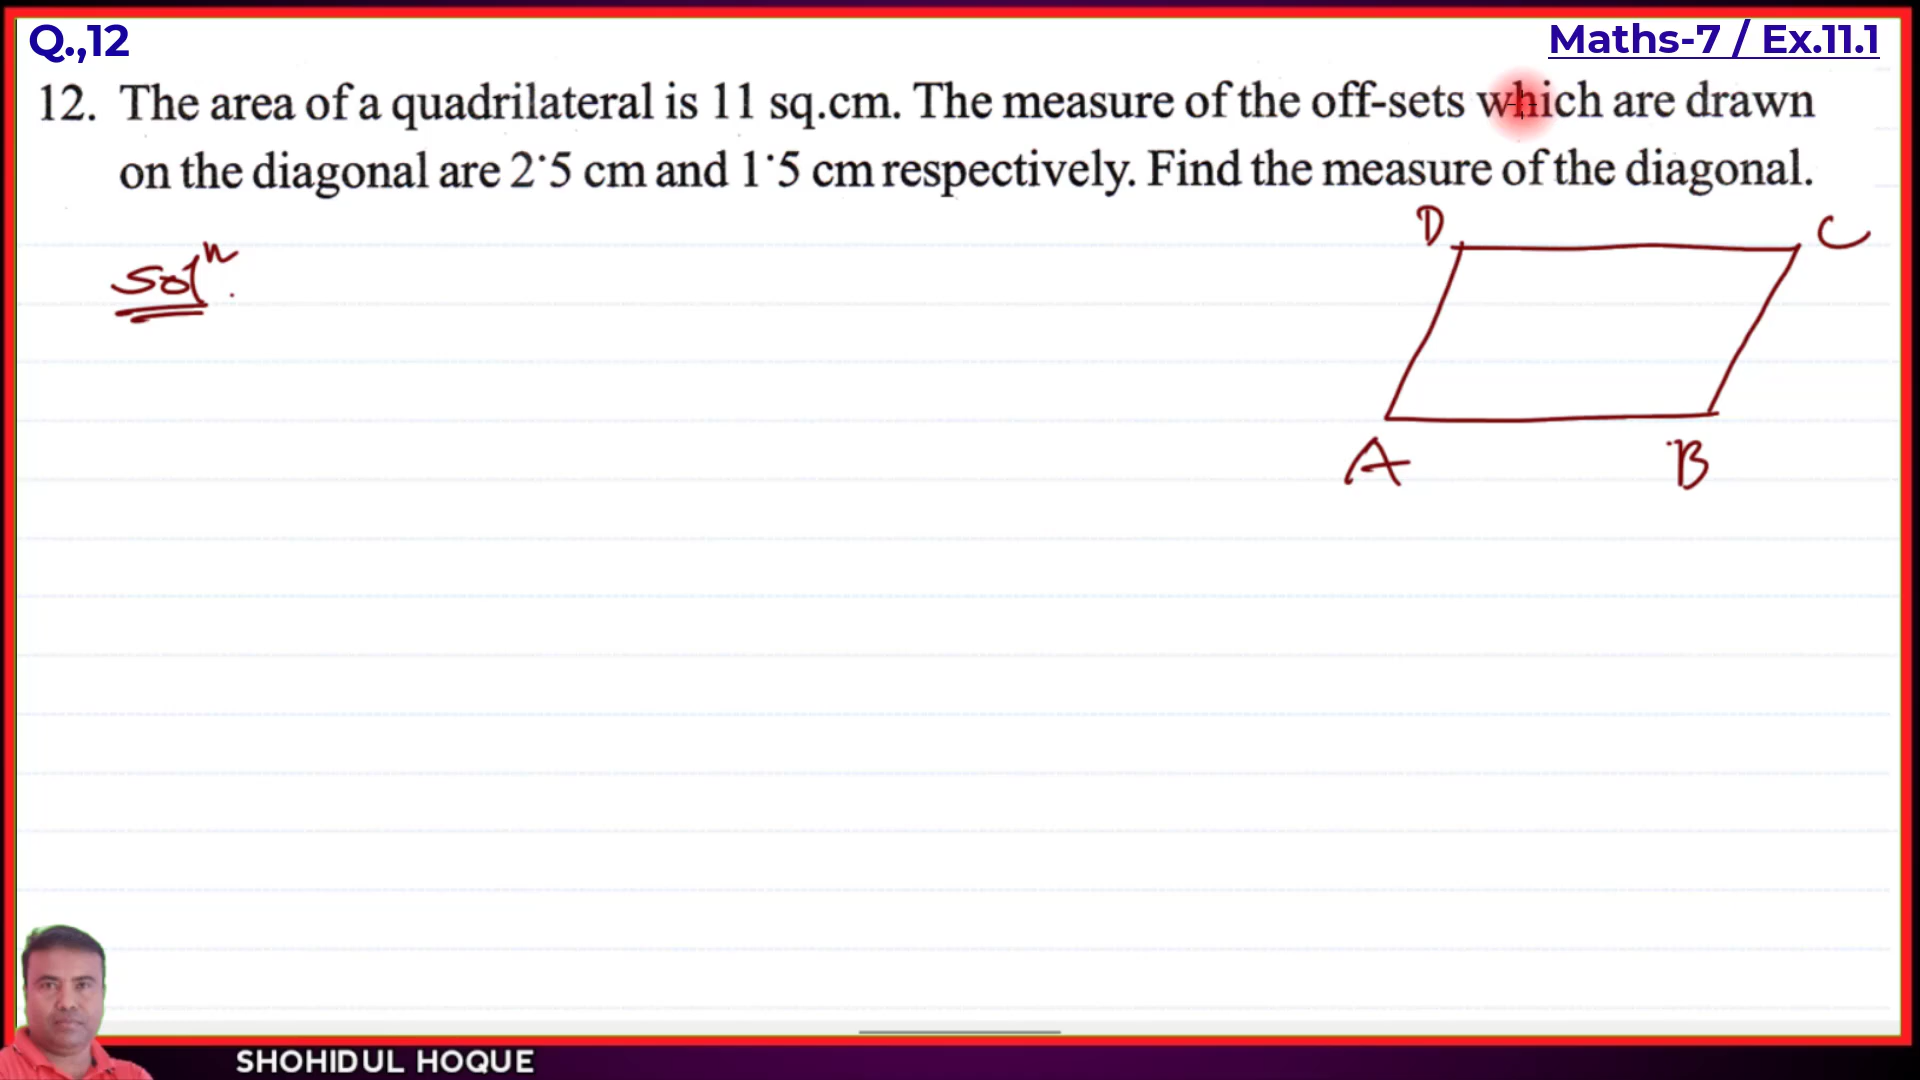 Q.,12
Maths-7 / Ex.11.1
12. The area of a quadrilateral is 11 sq.cm. The measure of the off-sets which are drawn
on the diagonal are 2·5 cm and 1·5 cm respectively. Find the measure of the diagonal.
Solⁿ.
D
C
A
B
SHOHIDUL HOQUE